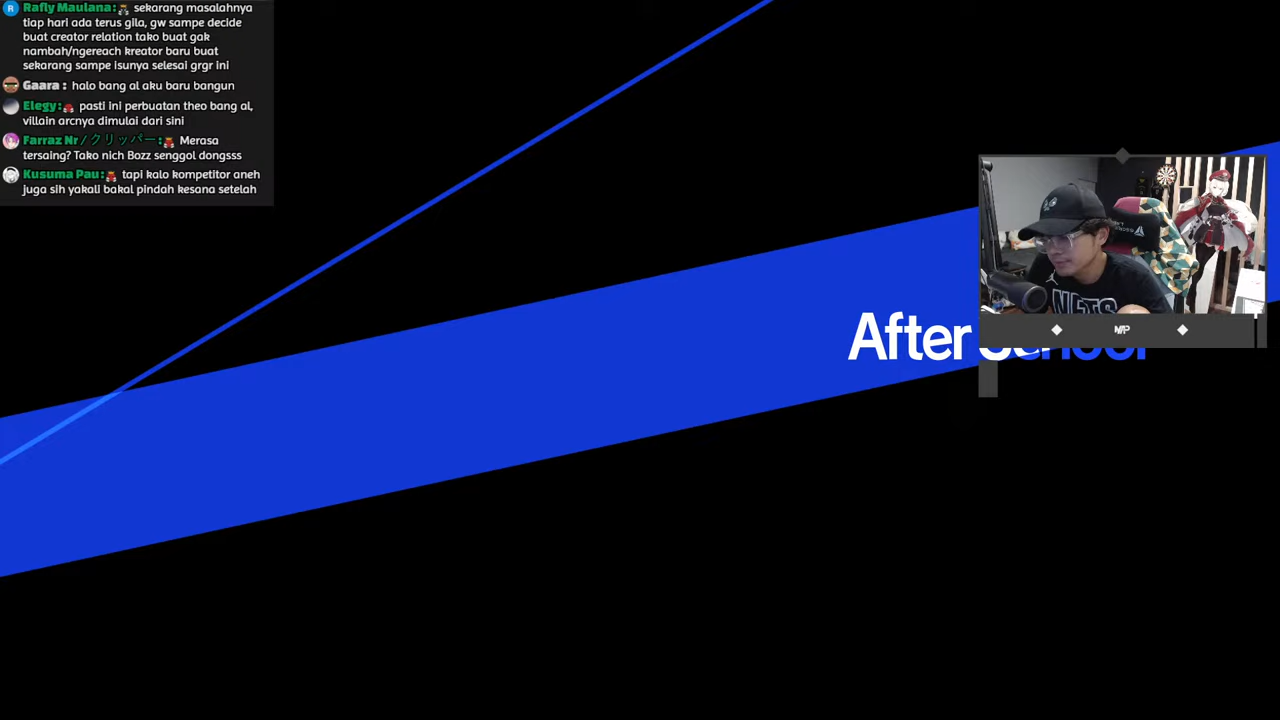 Rafly Maulana: sekarang masalahnya
tiap hari ada terus gila, gw sampe decide
buat creator relation tako buat gak
nambah/ngereach kreator baru buat
sekarang sampe isunya selesai grgr ini
Gaara : halo bang al aku baru bangun
Elegy: pasti ini perbuatan theo bang al,
villain arcnya dimulai dari sini
Farraz Nr/クリッパー: Merasa
tersaing? Tako nich Bozz senggol dongsss
Kusuma Pau: tapi kalo kompetitor aneh
juga sih yakali bakal pindah kesana setelah
After School
NETS